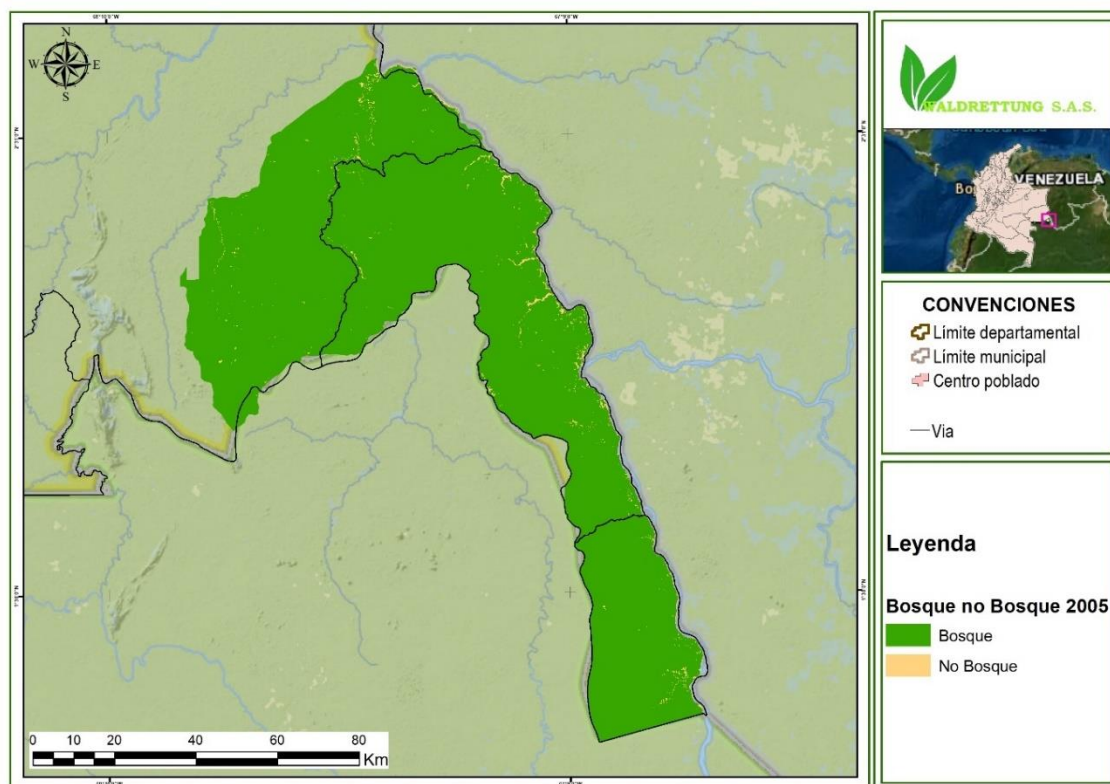 N
W E
S
0 10 20 40 60 80
Km
WALDRETTUNG S.A.S.
VENEZUELA
CONVENCIONES
Límite departamental
Límite municipal
Centro poblado
Via
Leyenda
Bosque no Bosque 2005
Bosque
No Bosque